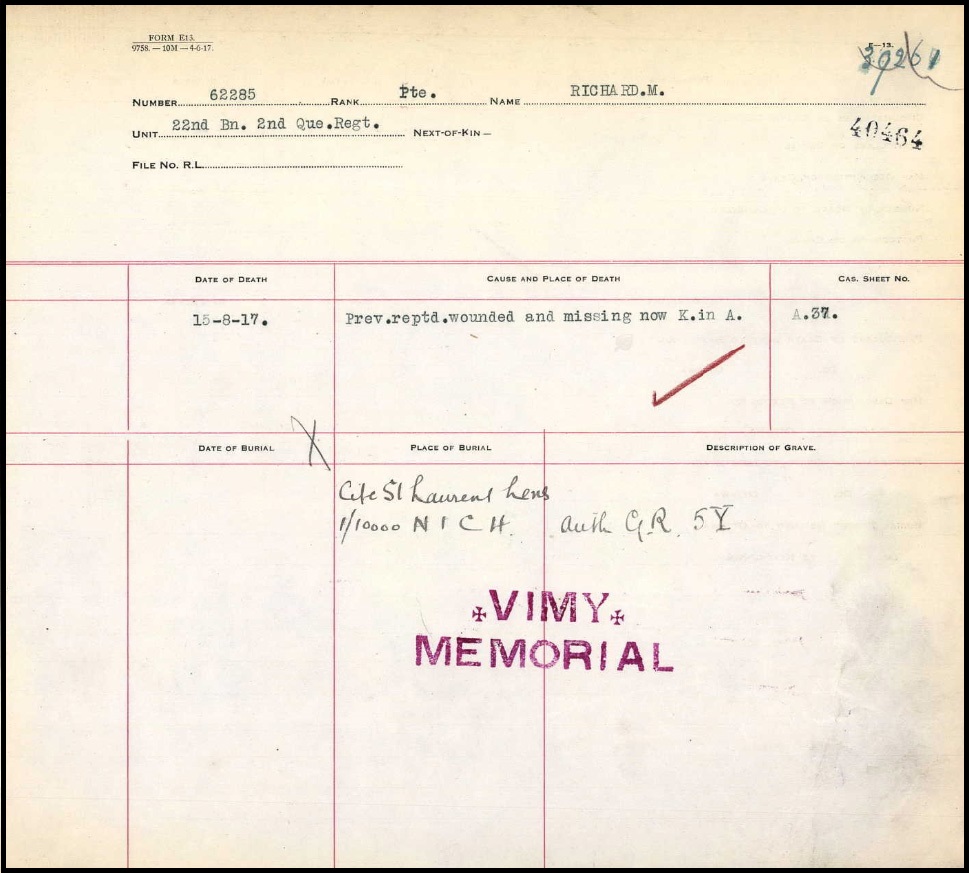 FORM E13.
9758. — 10M — 4-6-17.
E—13.
NUMBER 62285 RANK Pte. NAME RICHARD.M.
UNIT 22nd Bn. 2nd Que.Regt. NEXT-OF-KIN —
40464
FILE NO. R.L.
DATE OF DEATH CAUSE AND PLACE OF DEATH CAS. SHEET NO.
15-8-17. Prev.reptd.wounded and missing now K.in A. A.37.
DATE OF BURIAL PLACE OF BURIAL DESCRIPTION OF GRAVE.
Cite St Laurent Lens
1/10000 N I C H. auth G.R. 5Y
VIMY
MEMORIAL